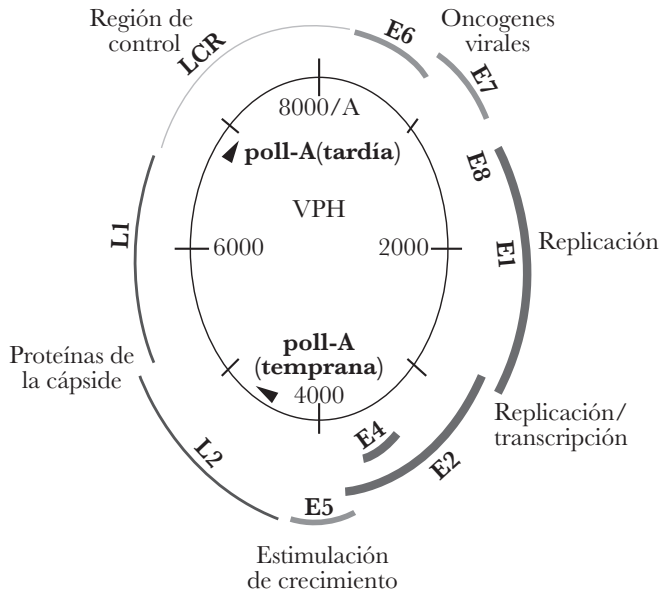 Región de
control
LCR
E6
Oncogenes
virales
E7
8000/A
poll-A(tardía)
E8
VPH
L1
6000
2000
E1
Replicación
Proteínas de
la cápside
poll-A
(temprana)
4000
Replicación/
transcripción
E4
E2
L2
E5
Estimulación
de crecimiento